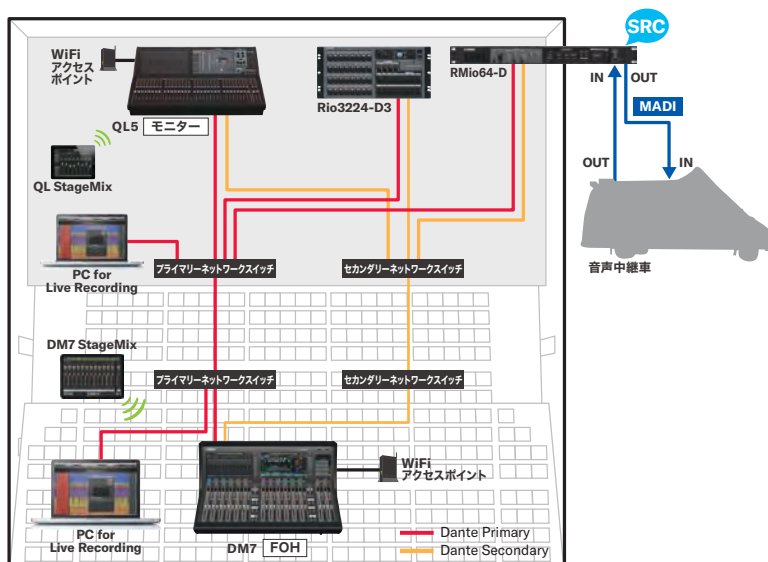 SRC
WiFi
アクセス
ポイント
RMio64-D
IN
OUT
Rio3224-D3
MADI
QL5
モニター
OUT
IN
QL StageMix
音声中継車
PC for
Live Recording
プライマリーネットワークスイッチ
セカンダリーネットワークスイッチ
DM7 StageMix
プライマリーネットワークスイッチ
セカンダリーネットワークスイッチ
WiFi
アクセスポイント
PC for
Live Recording
DM7
FOH
Dante Primary
Dante Secondary